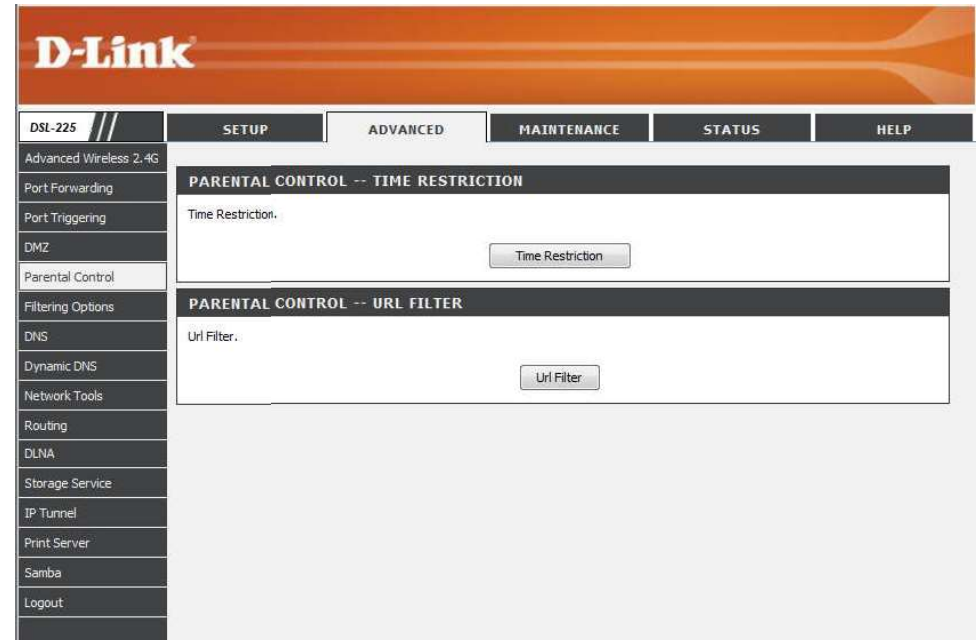 D-Link
DSL-225
SETUP ADVANCED MAINTENANCE STATUS HELP
Advanced Wireless 2.4G
Port Forwarding
Port Triggering
DMZ
Parental Control
Filtering Options
DNS
Dynamic DNS
Network Tools
Routing
DLNA
Storage Service
IP Tunnel
Print Server
Samba
Logout
PARENTAL CONTROL -- TIME RESTRICTION
Time Restriction.
Time Restriction
PARENTAL CONTROL -- URL FILTER
Url Filter.
Url Filter